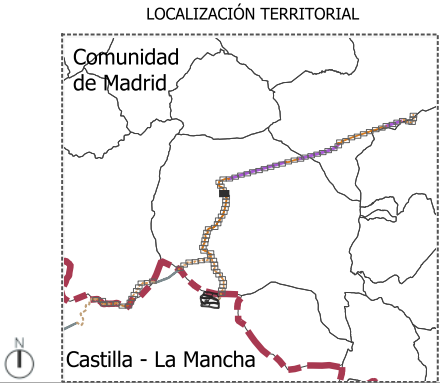 LOCALIZACIÓN TERRITORIAL
Comunidad
de Madrid
N
Castilla - La Mancha